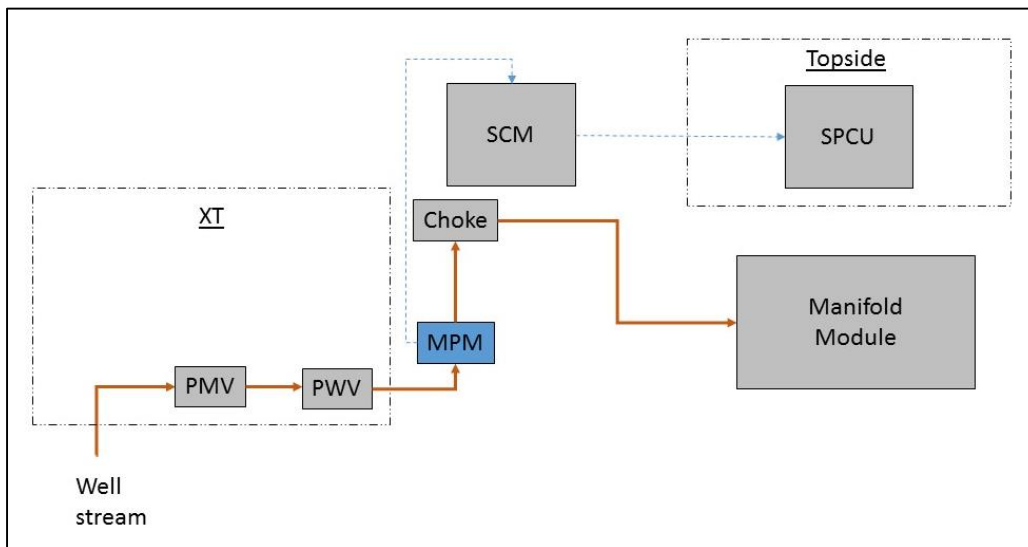 Topside
SCM
SPCU
XT
Choke
Manifold
Module
MPM
PMV
PWV
Well
stream